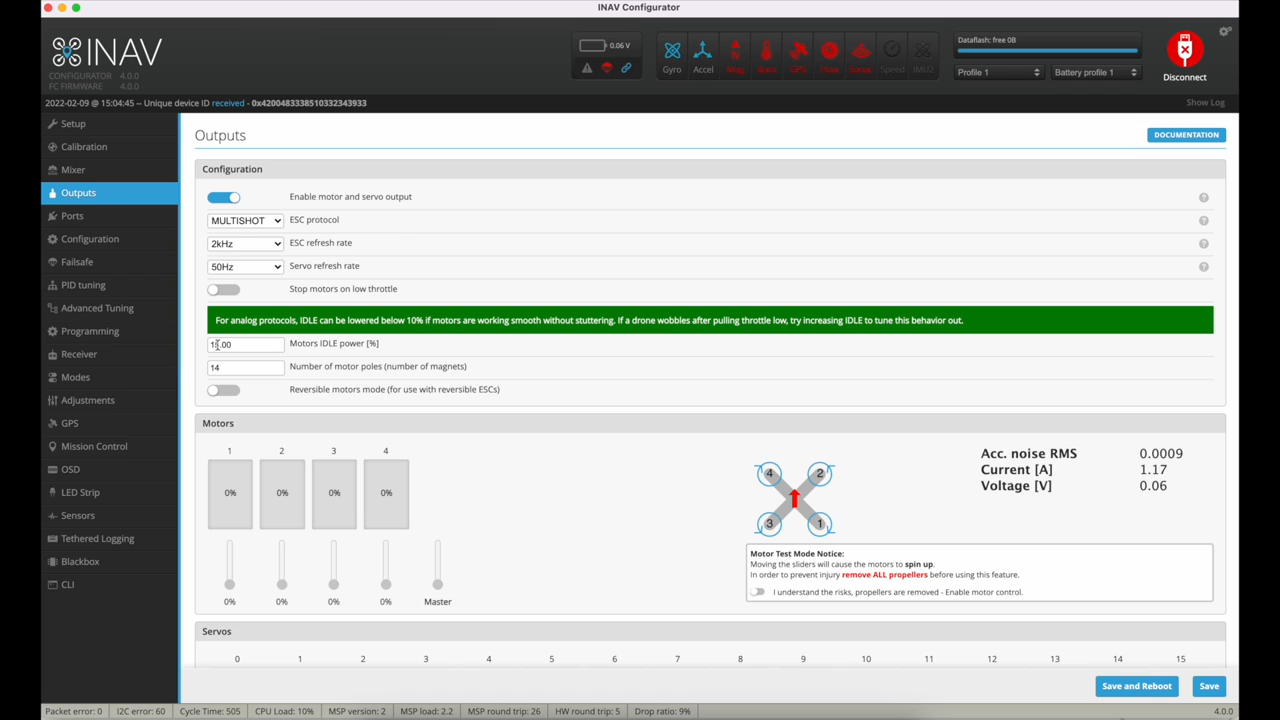 INAV Configurator
INAV
CONFIGURATOR 4.0.0
FC FIRMWARE 4.0.0
0.06 V
Gyro Accel Mag Baro GPS Flow Sonar Speed IMU2
Dataflash: free 0B
Profile 1 Battery profile 1
Disconnect
2022-02-09 @ 15:04:45 -- Unique device ID received - 0x4200483338510332343933
Show Log
Setup
Calibration
Mixer
Outputs
Ports
Configuration
Failsafe
PID tuning
Advanced Tuning
Programming
Receiver
Modes
Adjustments
GPS
Mission Control
OSD
LED Strip
Sensors
Tethered Logging
Blackbox
CLI
Outputs
DOCUMENTATION
Configuration
Enable motor and servo output ?
MULTISHOT ESC protocol ?
2kHz ESC refresh rate ?
50Hz Servo refresh rate ?
Stop motors on low throttle
For analog protocols, IDLE can be lowered below 10% if motors are working smooth without stuttering. If a drone wobbles after pulling throttle low, try increasing IDLE to tune this behavior out.
Motors IDLE power [%]
14 Number of motor poles (number of magnets)
Reversible motors mode (for use with reversible ESCs)
Motors
1 2 3 4
0% 0% 0% 0%
0% 0% 0% 0% Master
4 2
3 1
Acc. noise RMS 0.0009
Current [A] 1.17
Voltage [V] 0.06
Motor Test Mode Notice:
Moving the sliders will cause the motors to spin up.
In order to prevent injury remove ALL propellers before using this feature.
I understand the risks, propellers are removed - Enable motor control.
Servos
0 1 2 3 4 5 6 7 8 9 10 11 12 13 14 15
Save and Reboot Save
Packet error: 0 I2C error: 60 Cycle Time: 505 CPU Load: 10% MSP version: 2 MSP load: 2.2 MSP round trip: 26 HW round trip: 5 Drop ratio: 9% 4.0.0